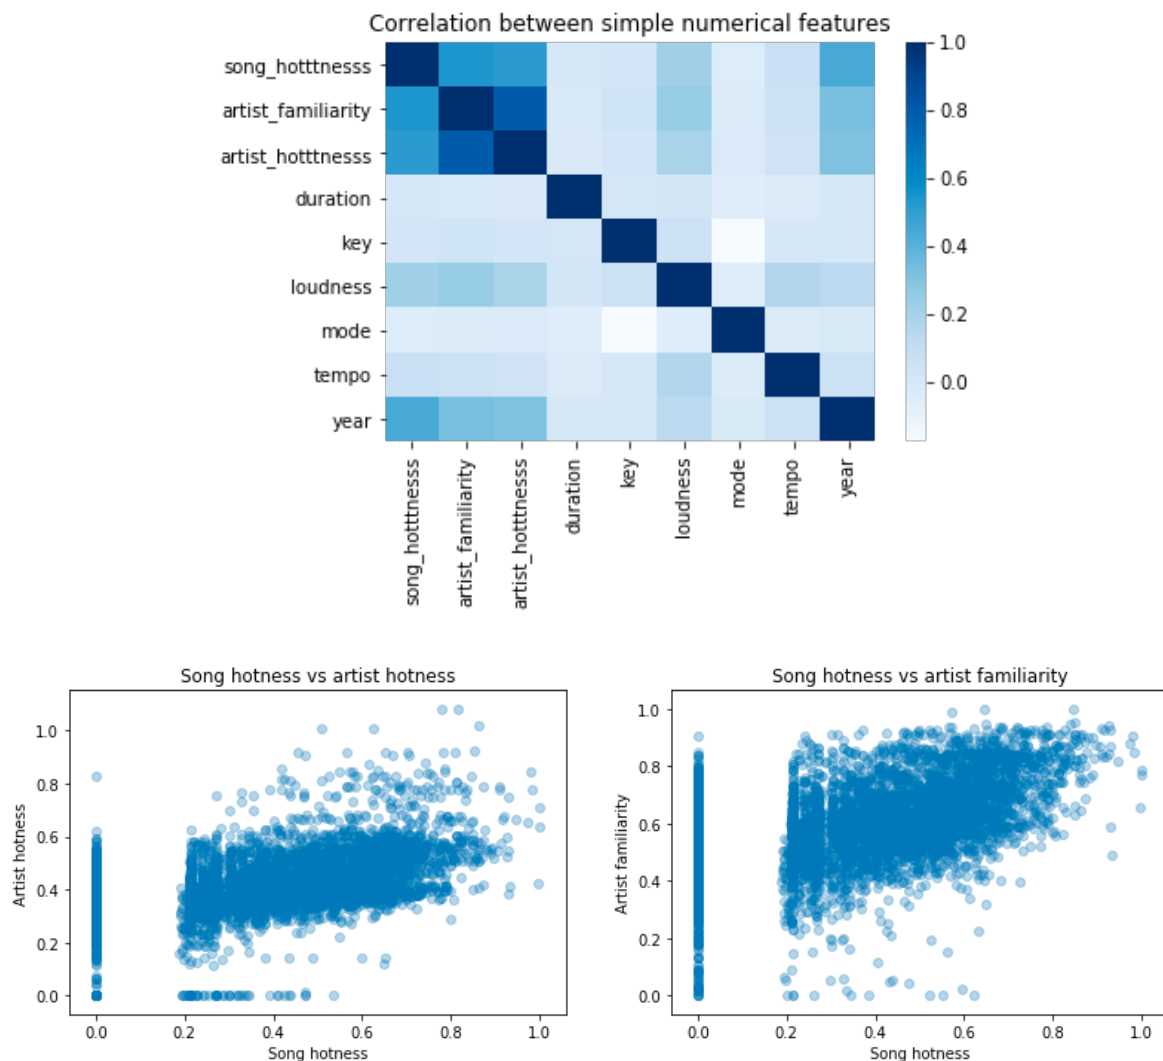 Correlation between simple numerical features
song_hotttnesss
artist_familiarity
artist_hotttnesss
duration
key
loudness
mode
tempo
year
song_hotttnesss
artist_familiarity
artist_hotttnesss
duration
key
loudness
mode
tempo
year
1.0
0.8
0.6
0.4
0.2
0.0
Song hotness vs artist hotness
Artist hotness
1.0
0.8
0.6
0.4
0.2
0.0
0.0
0.2
0.4
0.6
0.8
1.0
Song hotness
Song hotness vs artist familiarity
Artist familiarity
1.0
0.8
0.6
0.4
0.2
0.0
0.0
0.2
0.4
0.6
0.8
1.0
Song hotness